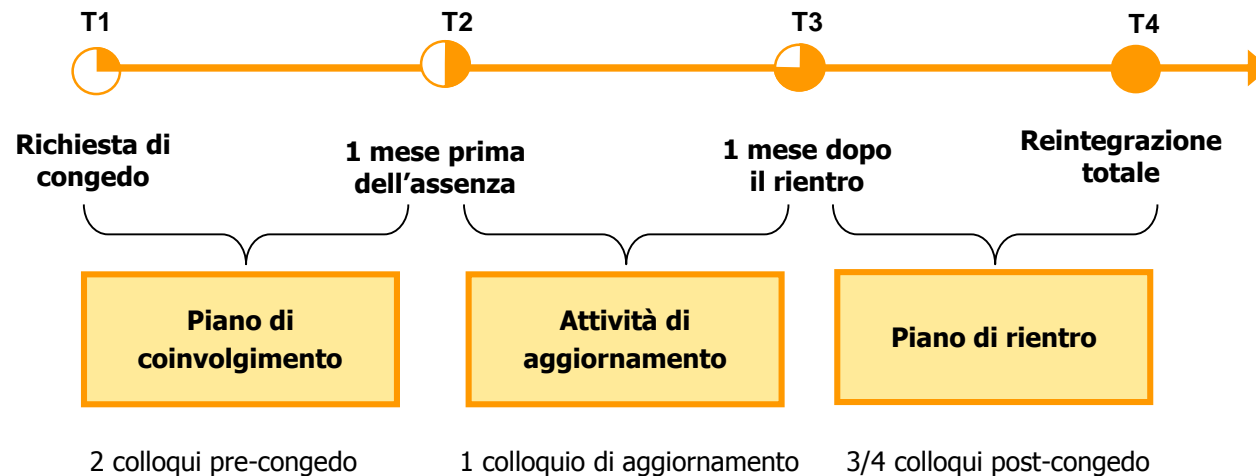 T1
T2
T3
T4
Richiesta di
congedo
1 mese prima
dell’assenza
1 mese dopo
il rientro
Reintegrazione
totale
Piano di
coinvolgimento
Attività di
aggiornamento
Piano di rientro
2 colloqui pre-congedo
1 colloquio di aggiornamento
3/4 colloqui post-congedo